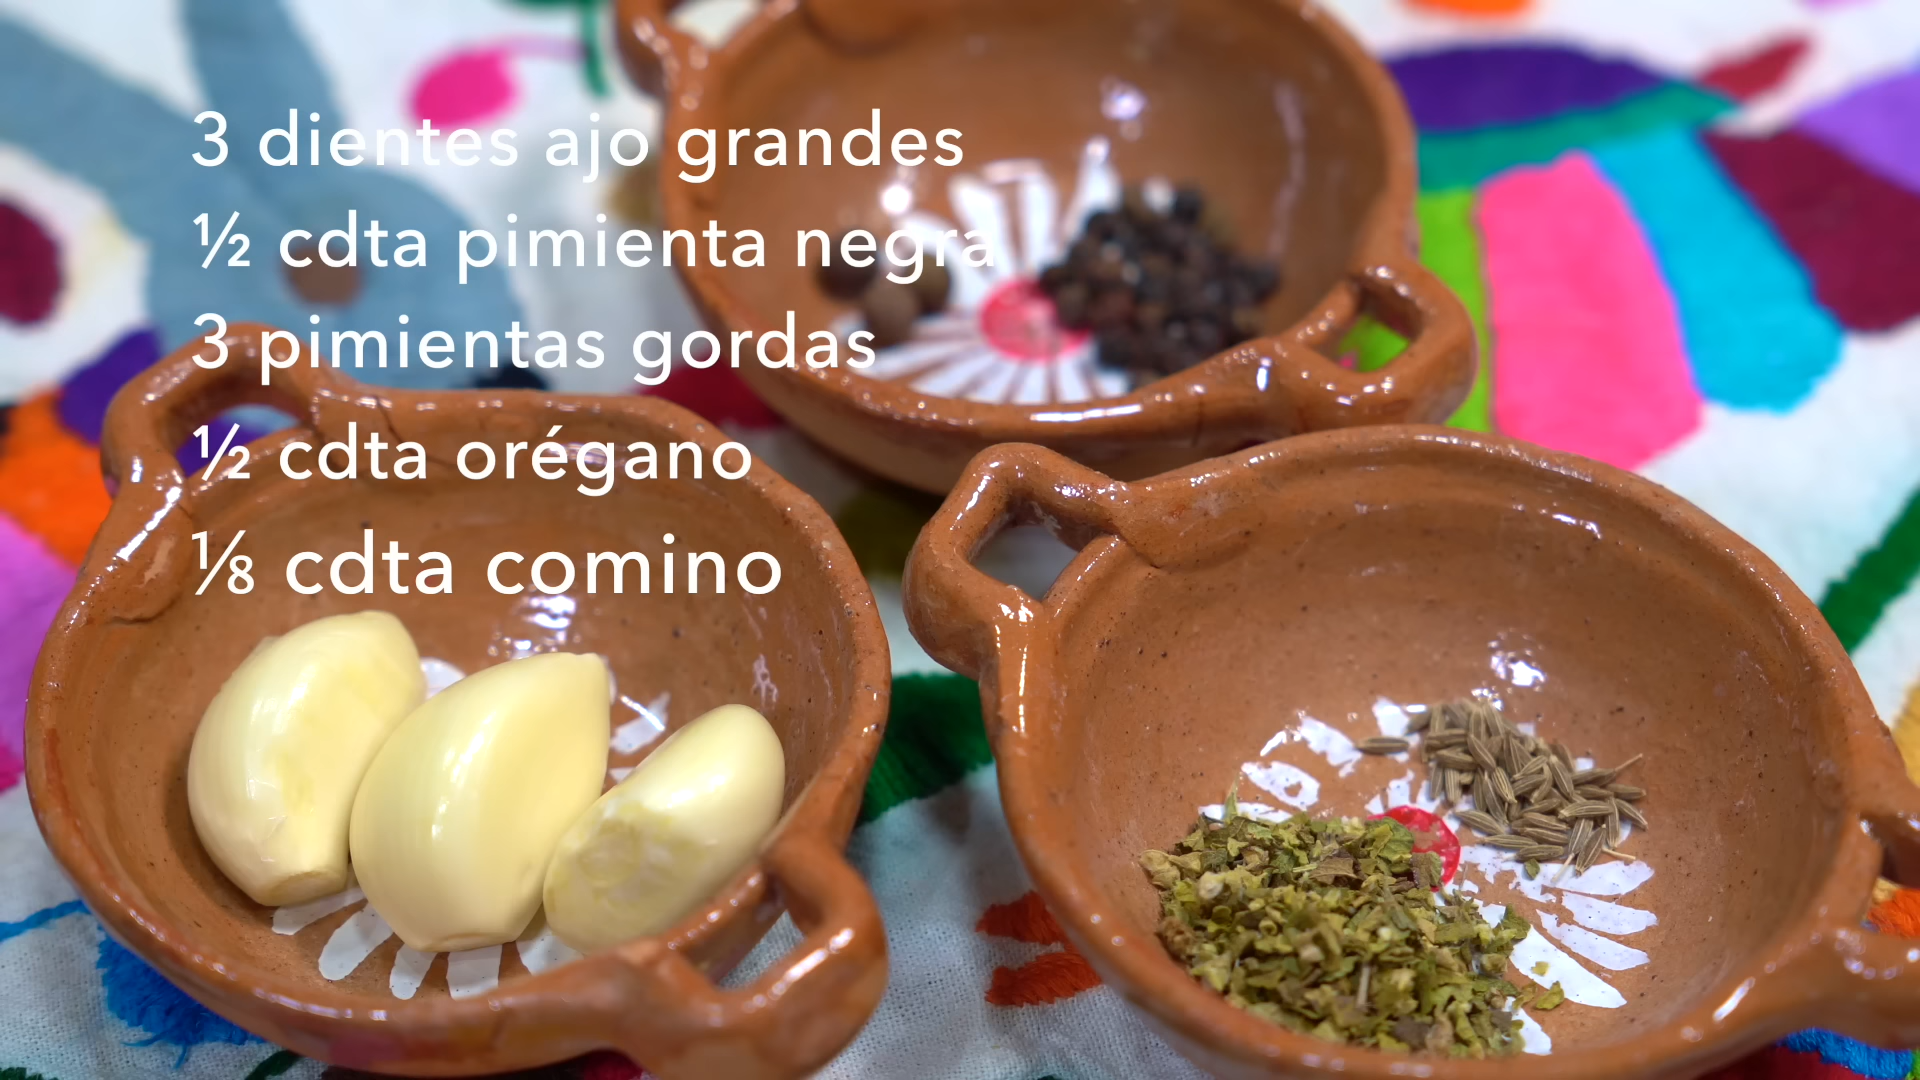 3 dientes ajo grandes
½ cdta pimienta negra
3 pimientas gordas
½ cdta orégano
⅛ cdta comino